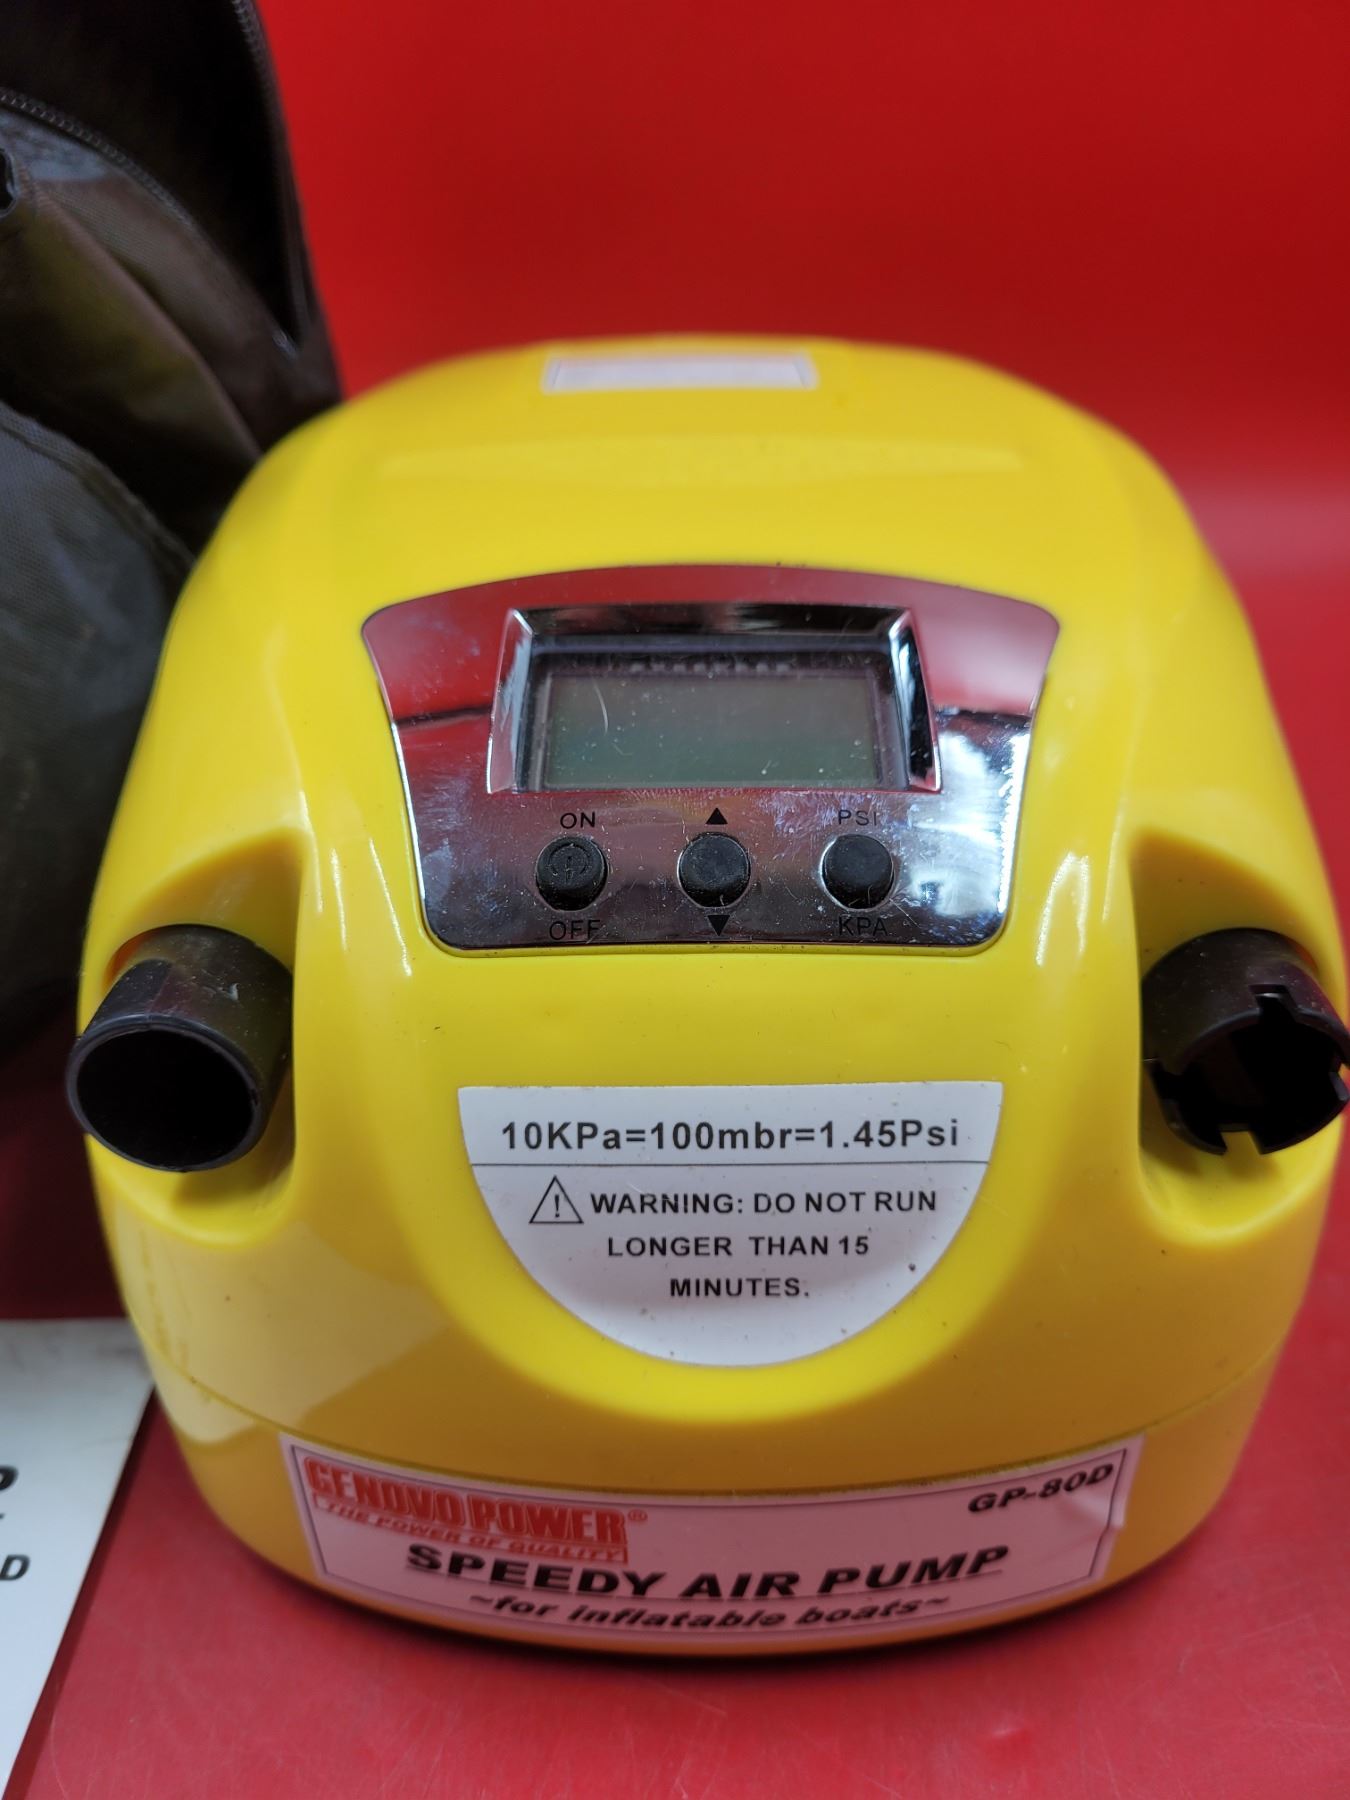 ON
▲
PSI
OFF
▼
KPA
10KPa=100mbr=1.45Psi
WARNING: DO NOT RUN
LONGER THAN 15
MINUTES.
GENOVO POWER®
THE POWER OF QUALITY
GP-80D
SPEEDY AIR PUMP
~for inflatable boats~
D